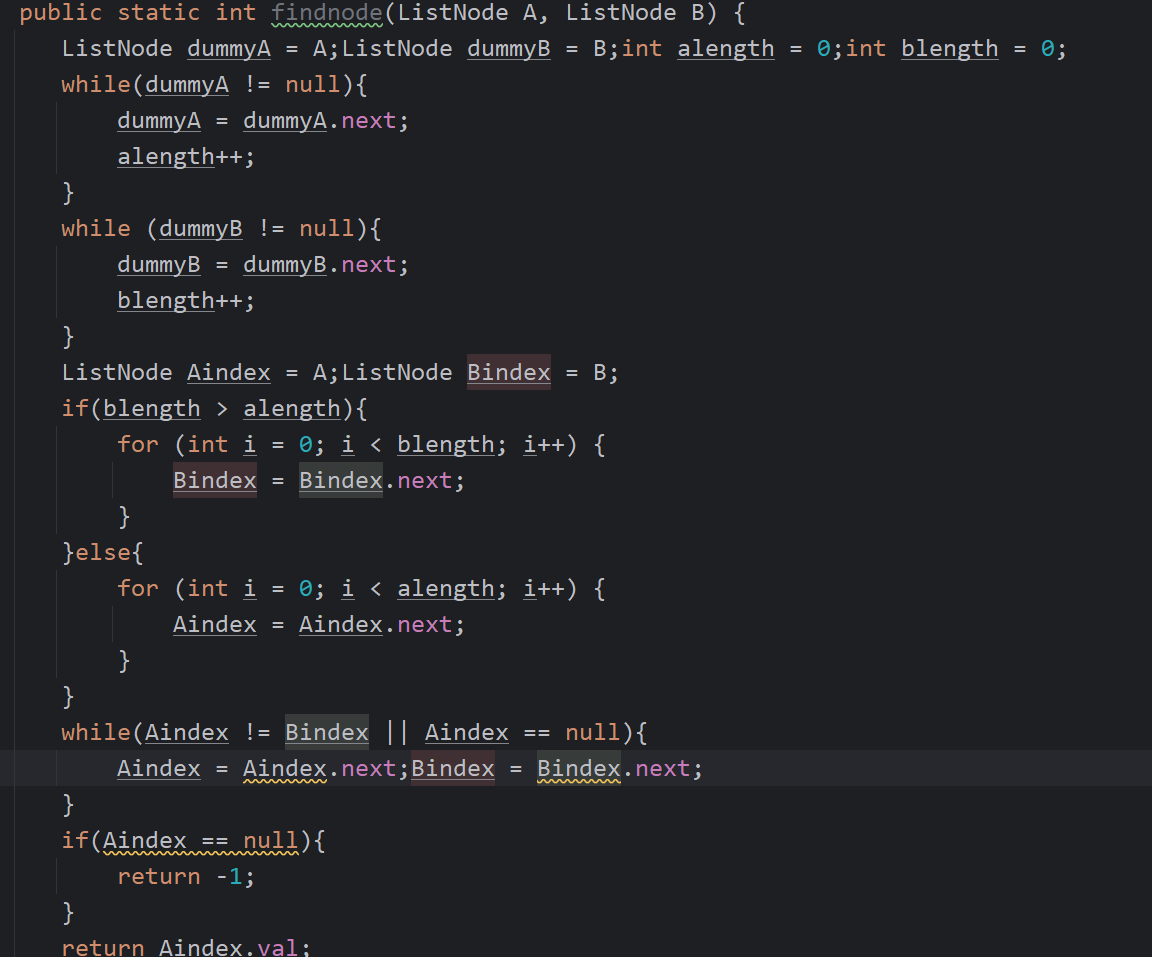 public static int findnode(ListNode A, ListNode B) {
ListNode dummyA = A;ListNode dummyB = B;int alength = 0;int blength = 0;
while(dummyA != null){
dummyA = dummyA.next;
alength++;
}
while (dummyB != null){
dummyB = dummyB.next;
blength++;
}
ListNode Aindex = A;ListNode Bindex = B;
if(blength > alength){
for (int i = 0; i < blength; i++) {
Bindex = Bindex.next;
}
}else{
for (int i = 0; i < alength; i++) {
Aindex = Aindex.next;
}
}
while(Aindex != Bindex || Aindex == null){
Aindex = Aindex.next;Bindex = Bindex.next;
}
if(Aindex == null){
return -1;
}
return Aindex.val;